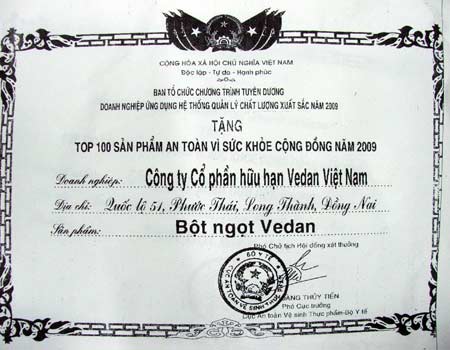 CỘNG HÒA XÃ HỘI CHỦ NGHĨA VIỆT NAM
Độc lập - Tự do - Hạnh phúc
BAN TỔ CHỨC CHƯƠNG TRÌNH TUYÊN DƯƠNG
DOANH NGHIỆP ỨNG DỤNG HỆ THỐNG QUẢN LÝ CHẤT LƯỢNG XUẤT SẮC NĂM 2009
TẶNG
TOP 100 SẢN PHẨM AN TOÀN VÌ SỨC KHỎE CỘNG ĐỒNG NĂM 2009
Doanh nghiệp: Công ty Cổ phần hữu hạn Vedan Việt Nam
Địa chỉ: Quốc lộ 51, Phước Thái, Long Thành, Đồng Nai
Sản phẩm: Bột ngọt Vedan
Phó Chủ tịch Hội đồng xét thưởng
BỘ Y TẾ
CỤC AN TOÀN VỆ SINH THỰC PHẨM
THỦY TIẾN
Phó Cục trưởng
Cục An toàn Vệ sinh Thực phẩm-Bộ Y tế